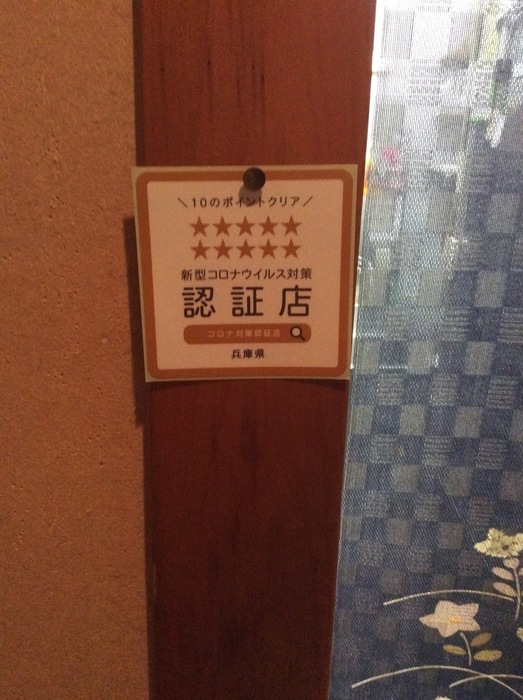 ＼10のポイントクリア／
★★★★★
★★★★★
新型コロナウイルス対策
認証店
コロナ対策認証店
兵庫県